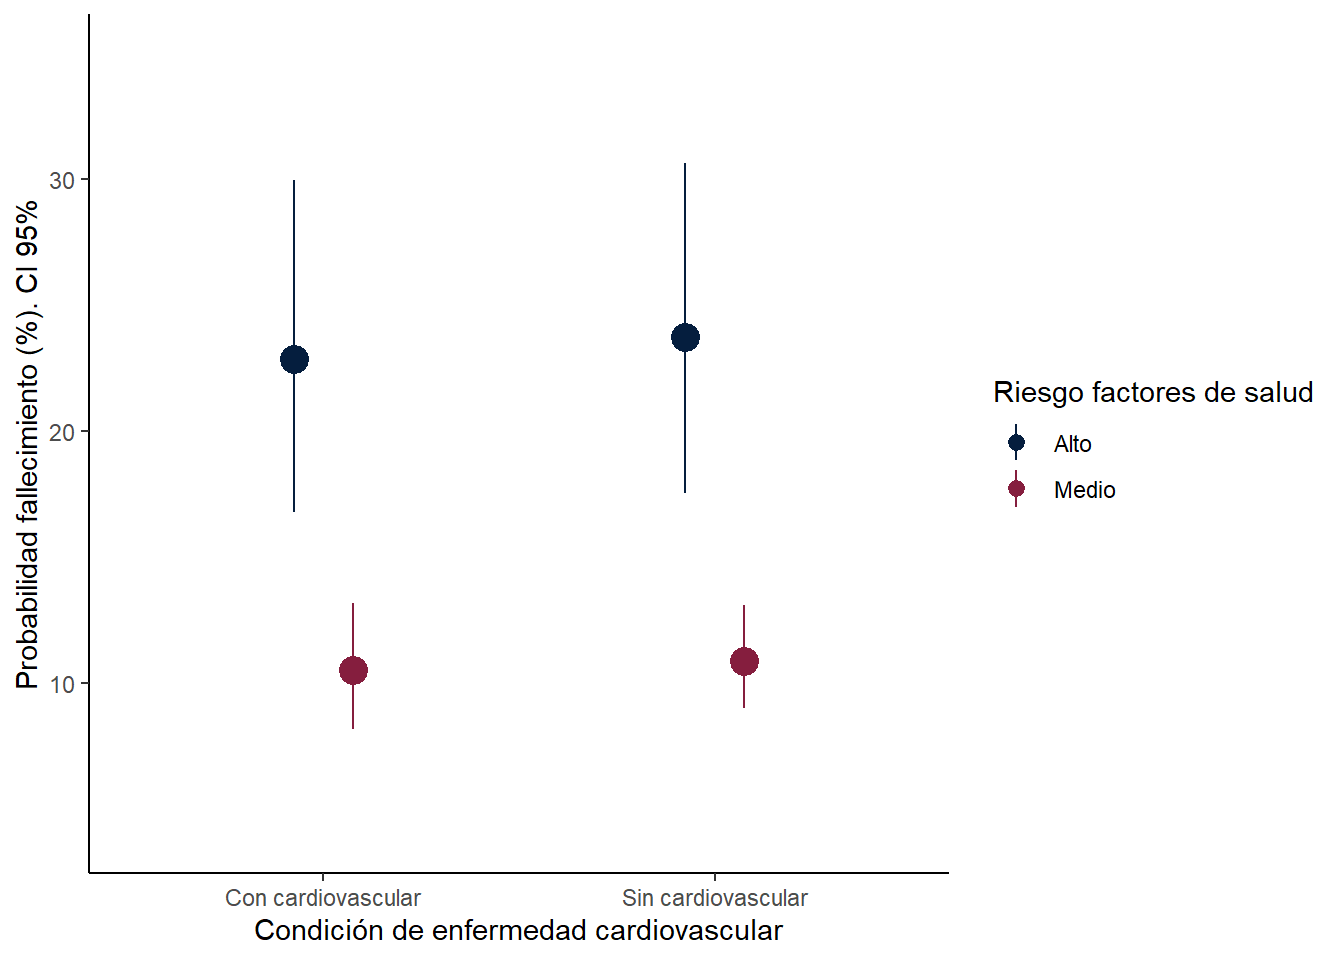 Probabilidad fallecimiento (%). CI 95%
30
20
10
Con cardiovascular
Sin cardiovascular
Condición de enfermedad cardiovascular
Riesgo factores de salud
Alto
Medio